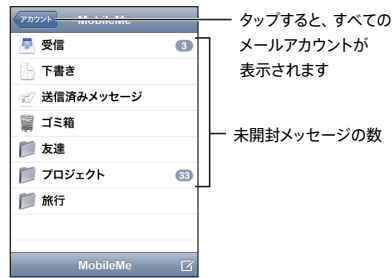 アカウント MobileMe
タップすると、すべての
メールアカウントが
表示されます
受信 3
下書き
送信済みメッセージ
ゴミ箱
友達
プロジェクト 33
旅行
未開封メッセージの数
MobileMe